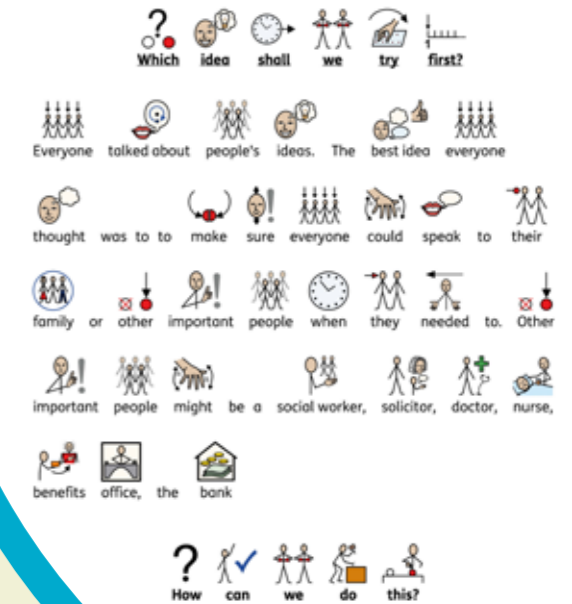 Which idea shall we try first?
Everyone talked about people's ideas. The best idea everyone
thought was to to make sure everyone could speak to their
family or other important people when they needed to. Other
important people might be a social worker, solicitor, doctor, nurse,
benefits office, the bank
How can we do this?